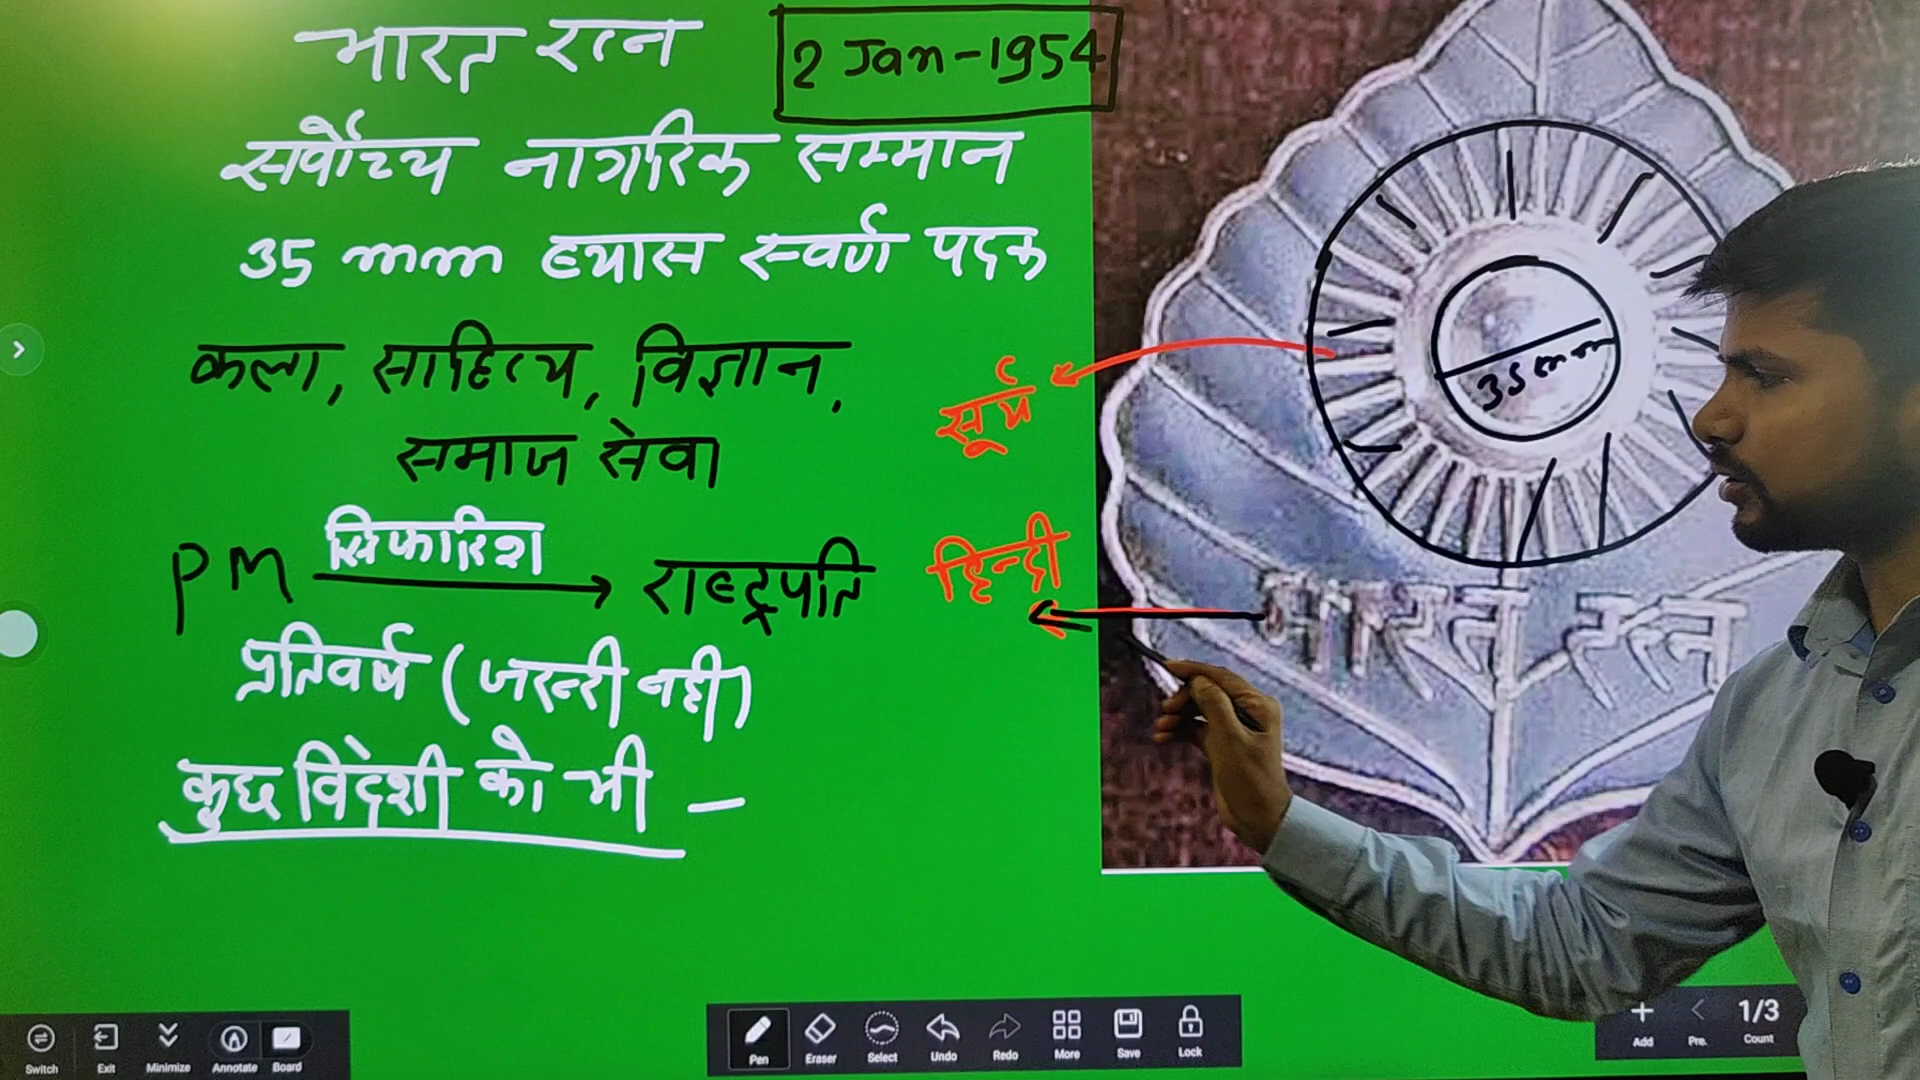 भारत रत्न
2 Jan-1954
सर्वोच्य नागरिक सम्मान
35 mm व्यास स्वर्ण पदक
कला, साहित्य, विज्ञान,
समाज सेवा
सूर्य
35 mm
PM सिफारिश राष्ट्रपति
हिन्दी
भारत रत्न
प्रतिवर्ष (जरूरी नही)
कुछ विदेशी को भी -
Switch Exit Minimize Annotate Board
Pen Eraser Select Undo Redo More Save Lock
Add Pre. 1/3 Count